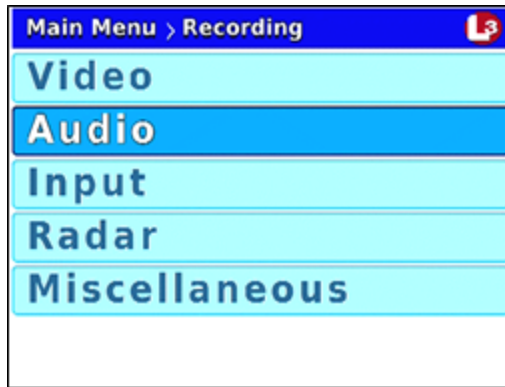 Main Menu > Recording
L3
Video
Audio
Input
Radar
Miscellaneous